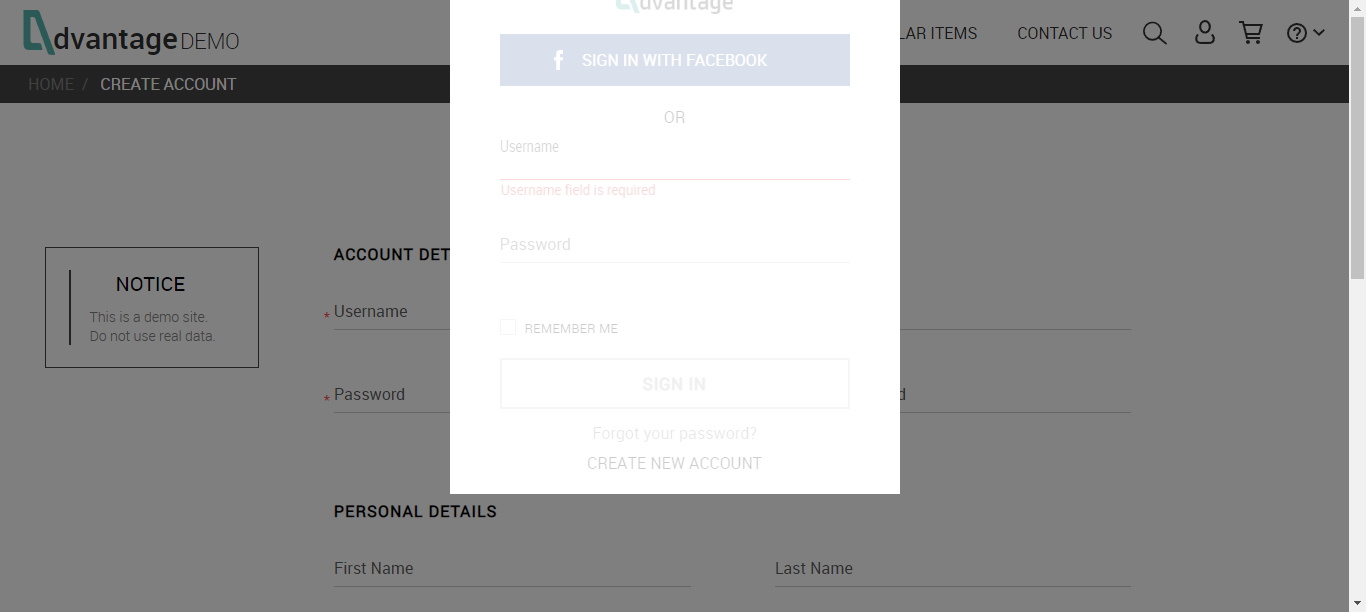 dvantage DEMO
dvantage
LAR ITEMS
CONTACT US
HOME / CREATE ACCOUNT
SIGN IN WITH FACEBOOK
OR
Username
Username field is required
Password
REMEMBER ME
SIGN IN
Forgot your password?
CREATE NEW ACCOUNT
NOTICE
This is a demo site.
Do not use real data.
ACCOUNT DET
* Username
* Password
d
PERSONAL DETAILS
First Name
Last Name